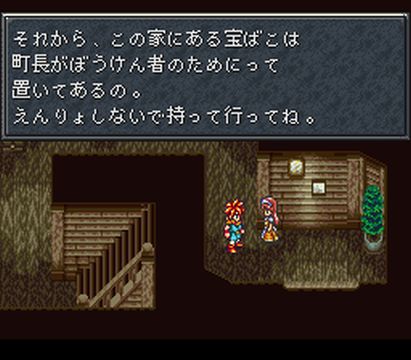 それから、この家にある宝ばこは
町長がぼうけん者のためにって
置いてあるの。
えんりょしないで持って行ってね。